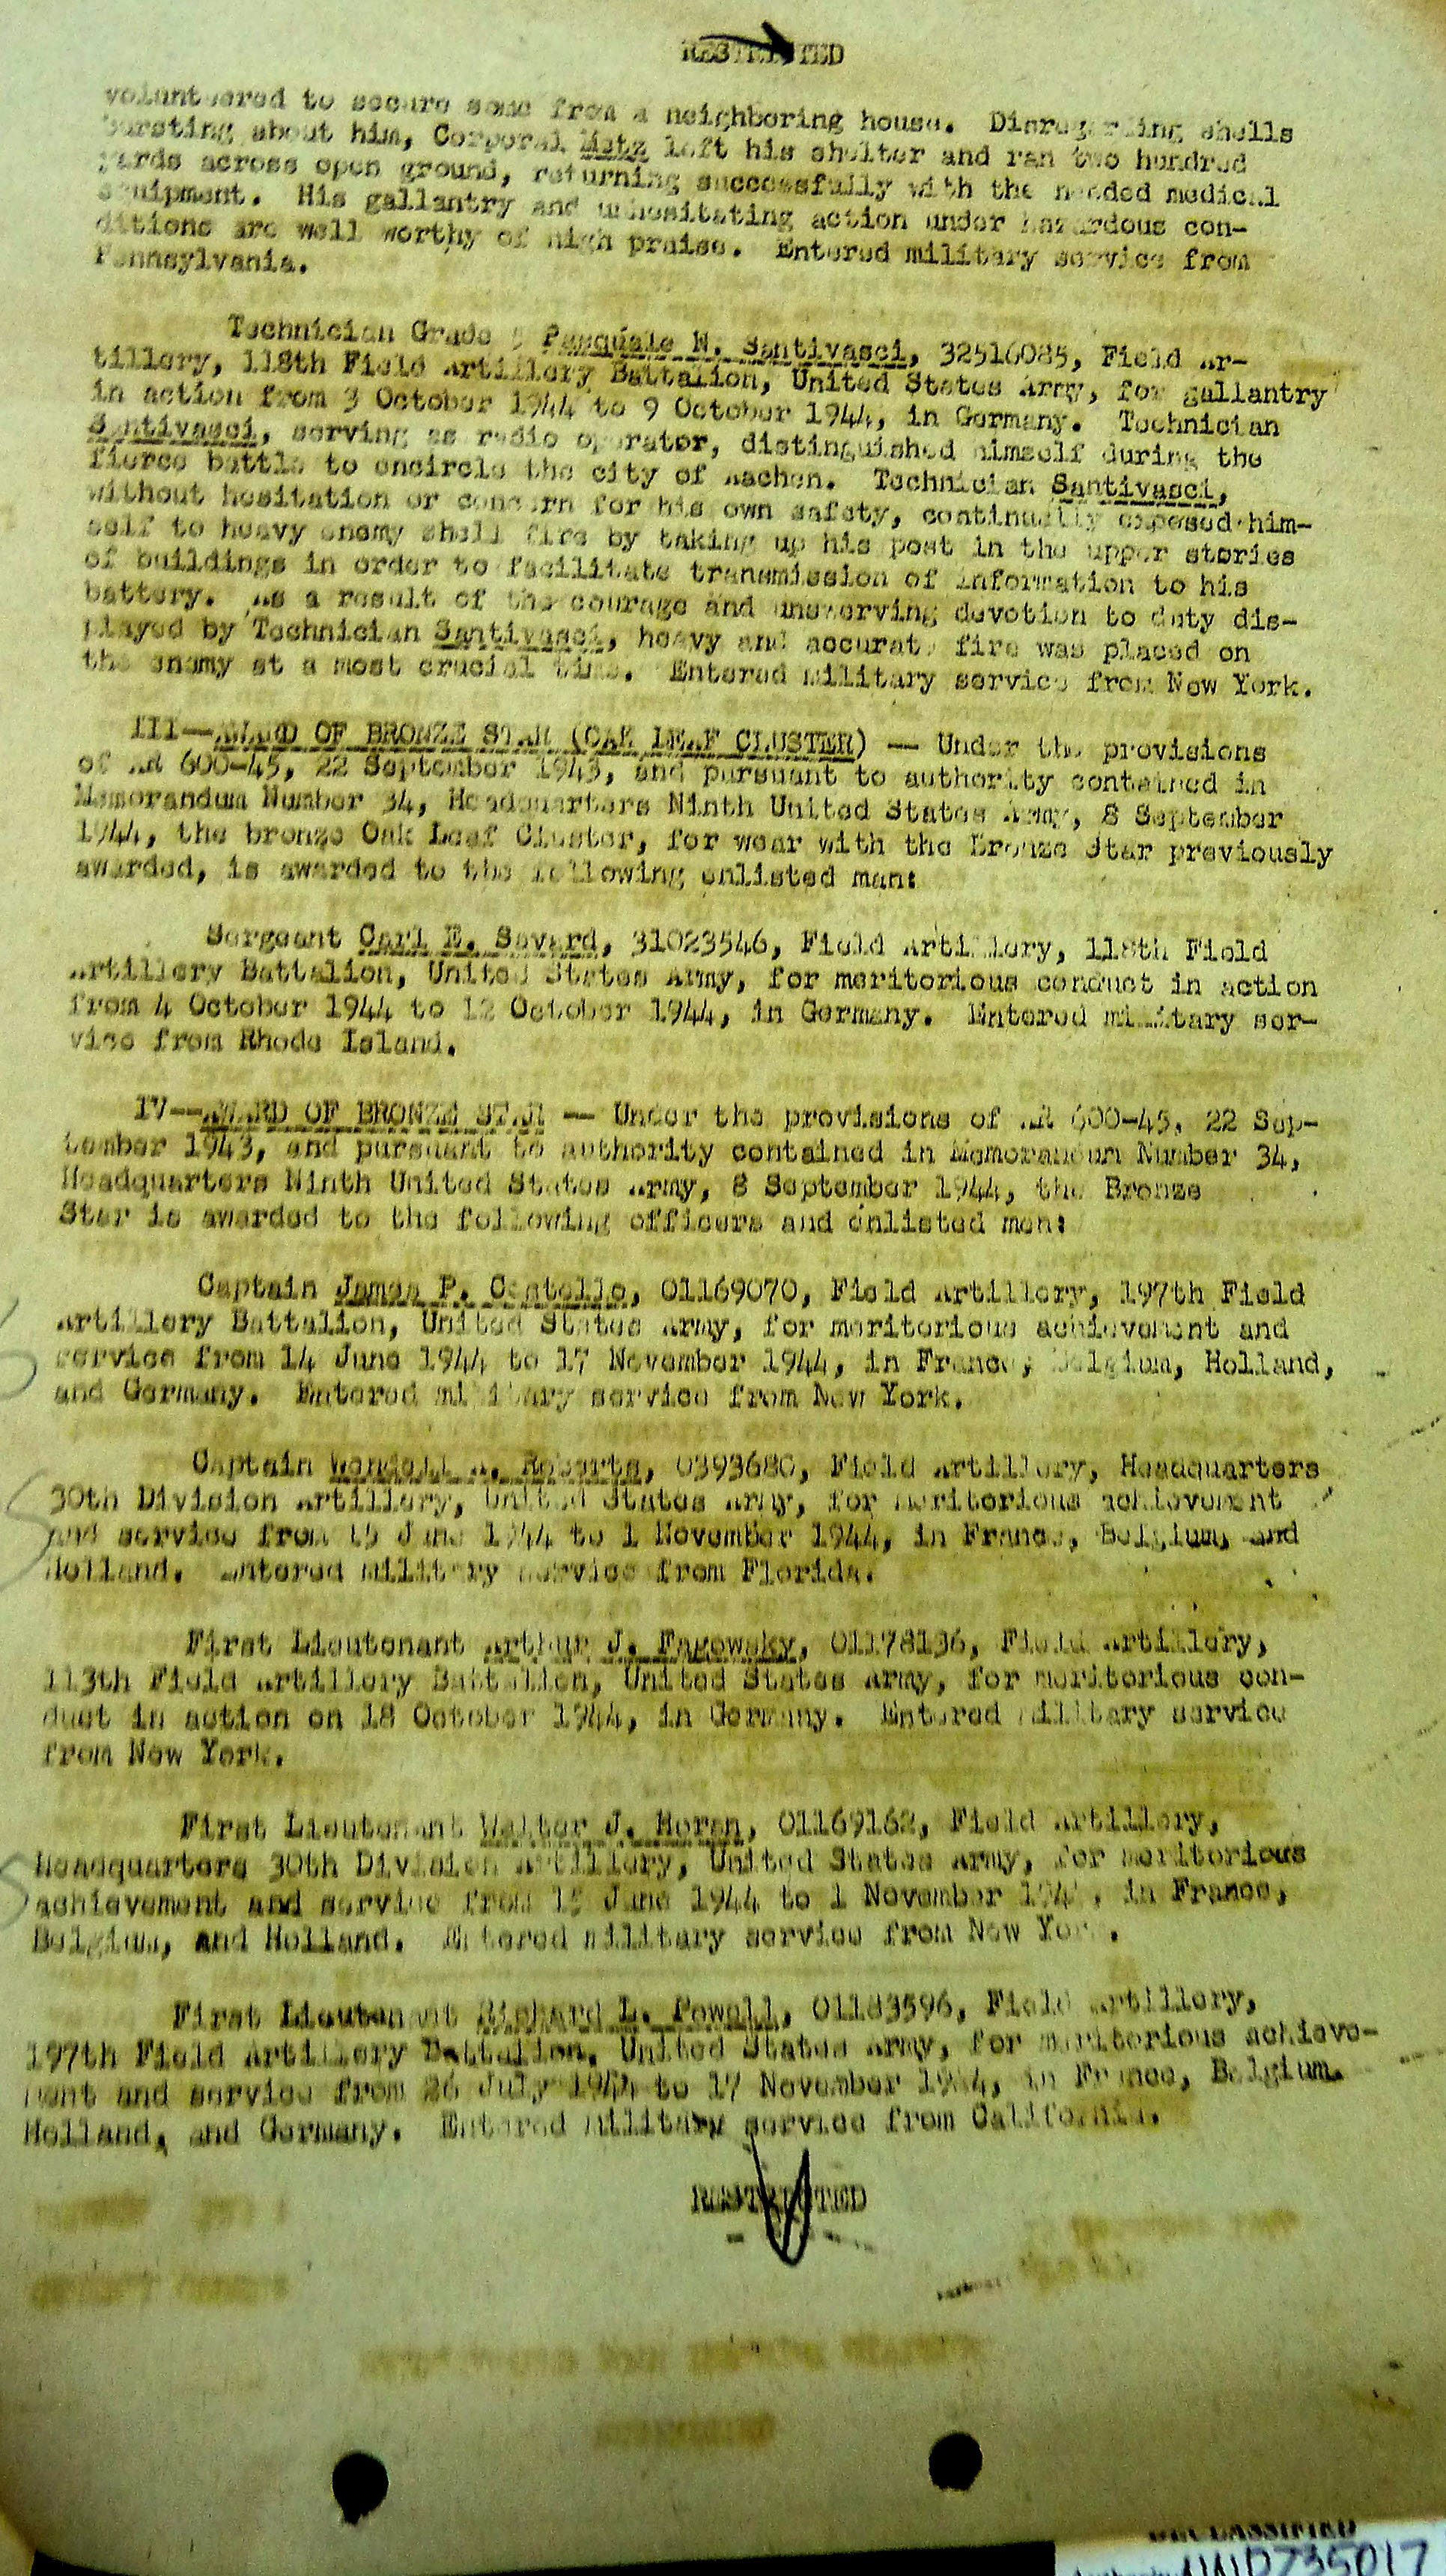 RESTRICTED
volunteered to secure some from a neighboring house. Disregarding shells
bursting about him, Corporal Metz left his shelter and ran two hundred
yards across open ground, returning successfully with the needed medical
equipment. His gallantry and unhesitating action under hazardous con-
ditions are well worthy of high praise. Entered military service from
Pennsylvania.
Technician Grade 5 Pasquale N. Santivasci, 32516085, Field Ar-
tillery, 118th Field Artillery Battalion, United States Army, for gallantry
in action from 3 October 1944 to 9 October 1944, in Germany. Technician
Santivasci, serving as radio operator, distinguished himself during the
fierce battle to encircle the city of Aachen. Technician Santivasci,
without hesitation or concern for his own safety, continually exposed him-
self to heavy enemy shell fire by taking up his post in the upper stories
of buildings in order to facilitate transmission of information to his
battery. As a result of the courage and unswerving devotion to duty dis-
played by Technician Santivasci, heavy and accurate fire was placed on
the enemy at a most crucial time. Entered military service from New York.
III—AWARD OF BRONZE STAR (OAK LEAF CLUSTER) — Under the provisions
of AR 600-45, 22 September 1943, and pursuant to authority contained in
Memorandum Number 34, Headquarters Ninth United States Army, 8 September
1944, the bronze Oak Leaf Cluster, for wear with the Bronze Star previously
awarded, is awarded to the following enlisted man:
Sergeant Carl E. Savard, 31023546, Field Artillery, 118th Field
Artillery Battalion, United States Army, for meritorious conduct in action
from 4 October 1944 to 12 October 1944, in Germany. Entered military ser-
vice from Rhode Island.
IV—AWARD OF BRONZE STAR — Under the provisions of AR 600-45, 22 Sep-
tember 1943, and pursuant to authority contained in Memorandum Number 34,
Headquarters Ninth United States Army, 8 September 1944, the Bronze
Star is awarded to the following officers and enlisted men:
Captain James P. Costello, 01169070, Field Artillery, 197th Field
Artillery Battalion, United States Army, for meritorious achievement and
service from 14 June 1944 to 17 November 1944, in France, Belgium, Holland,
and Germany. Entered military service from New York.
Captain Wendell A. Roberts, 0393680, Field Artillery, Headquarters
30th Division Artillery, United States Army, for meritorious achievement
and service from 15 June 1944 to 1 November 1944, in France, Belgium, and
Holland. Entered military service from Florida.
First Lieutenant Arthur J. Fagowsky, 01178136, Field Artillery,
113th Field Artillery Battalion, United States Army, for meritorious con-
duct in action on 18 October 1944, in Germany. Entered military service
from New York.
First Lieutenant Walter J. Horan, 01169162, Field Artillery,
Headquarters 30th Division Artillery, United States Army, for meritorious
achievement and service from 15 June 1944 to 1 November 1944, in France,
Belgium, and Holland. Entered military service from New York.
First Lieutenant Richard L. Powell, 01183596, Field Artillery,
197th Field Artillery Battalion, United States Army, for meritorious achieve-
ment and service from 26 July 1944 to 17 November 1944, in France, Belgium,
Holland, and Germany. Entered military service from California.
RESTRICTED
DECLASSIFIED
NND735017